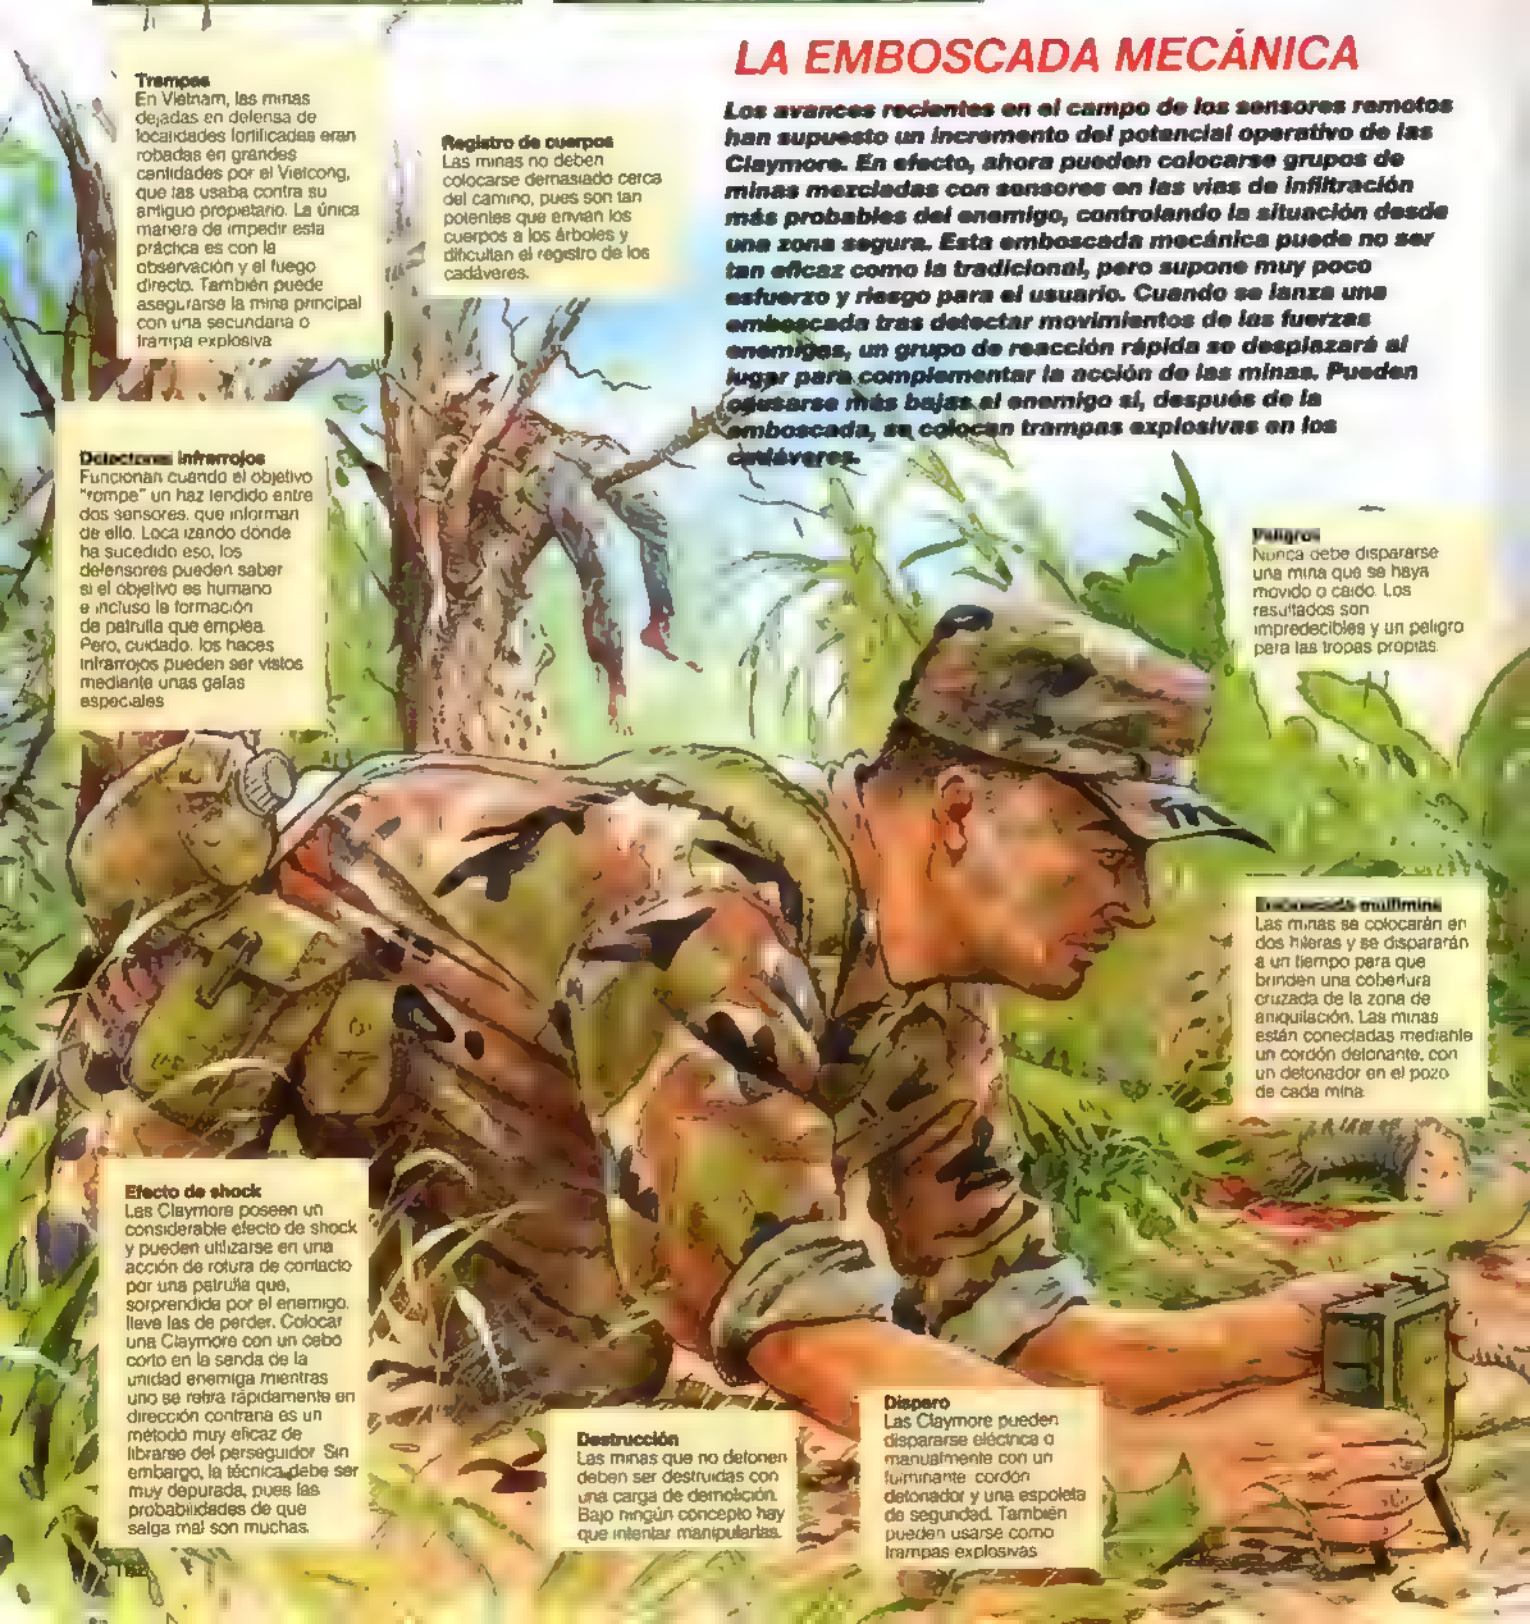 LA EMBOSCADA MECÁNICA
Los avances recientes en el campo de los sensores remotos
han supuesto un incremento del potencial operativo de las
Claymore. En efecto, ahora pueden colocarse grupos de
minas mezcladas con sensores en las vías de infiltración
más probables del enemigo, controlando la situación desde
una zona segura. Esta emboscada mecánica puede no ser
tan eficaz como la tradicional, pero supone muy poco
esfuerzo y riesgo para el usuario. Cuando se lanza una
emboscada tras detectar movimientos de las fuerzas
enemigas, un grupo de reacción rápida se desplazará al
lugar para complementar la acción de las minas. Pueden
causarse más bajas al enemigo si, después de la
emboscada, se colocan trampas explosivas en los
cadáveres.
Trampas
En Vietnam, las minas
dejadas en defensa de
localidades fortificadas eran
robadas en grandes
cantidades por el Vietcong,
que las usaba contra su
antiguo propietario. La única
manera de impedir esta
práctica es con la
observación y el fuego
directo. También puede
asegurarse la mina principal
con una secundaria o
trampa explosiva
Registro de cuerpos
Las minas no deben
colocarse demasiado cerca
del camino, pues son tan
potentes que envían los
cuerpos a los árboles y
dificultan el registro de los
cadáveres.
Detectores infrarrojos
Funcionan cuando el objetivo
"rompe" un haz tendido entre
dos sensores, que informan
de ello. Localizando dónde
ha sucedido eso, los
defensores pueden saber
si el objetivo es humano
e incluso la formación
de patrulla que emplea.
Pero, cuidado, los haces
infrarrojos pueden ser vistos
mediante unas gafas
especiales
Peligros
Nunca debe dispararse
una mina que se haya
movido o caído. Los
resultados son
impredecibles y un peligro
para las tropas propias.
Emboscada multimina
Las minas se colocarán en
dos hileras y se dispararán
a un tiempo para que
brinden una cobertura
cruzada de la zona de
aniquilación. Las minas
están conectadas mediante
un cordón detonante, con
un detonador en el pozo
de cada mina.
Efecto de shock
Las Claymore poseen un
considerable efecto de shock
y pueden utilizarse en una
acción de rotura de contacto
por una patrulla que,
sorprendida por el enemigo,
lleve las de perder. Colocar
una Claymore con un cebo
corto en la senda de la
unidad enemiga mientras
uno se retira rápidamente en
dirección contraria es un
método muy eficaz de
librarse del perseguidor. Sin
embargo, la técnica debe ser
muy depurada, pues las
probabilidades de que
salga mal son muchas.
Destrucción
Las minas que no detonen
deben ser destruidas con
una carga de demolición.
Bajo ningún concepto hay
que intentar manipularlas.
Disparo
Las Claymore pueden
dispararse eléctrica o
manualmente con un
fulminante, cordón
detonador y una espoleta
de seguridad. También
pueden usarse como
trampas explosivas